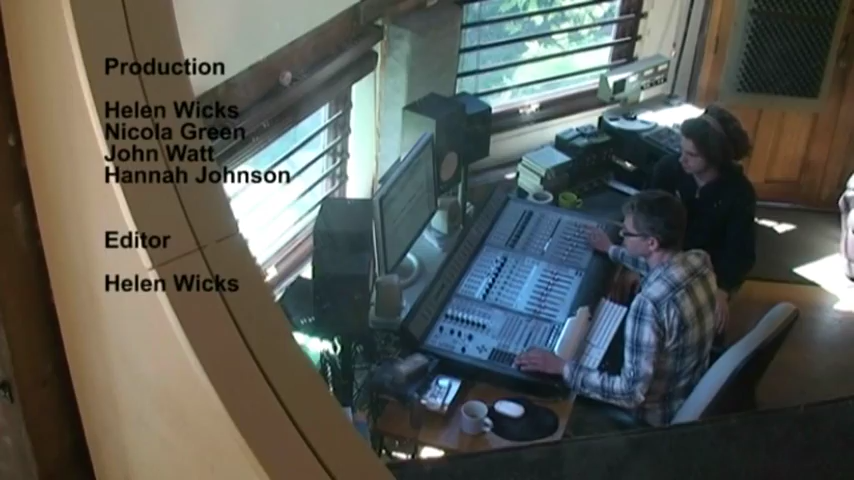 Production
Helen Wicks
Nicola Green
John Watt
Hannah Johnson
Editor
Helen Wicks